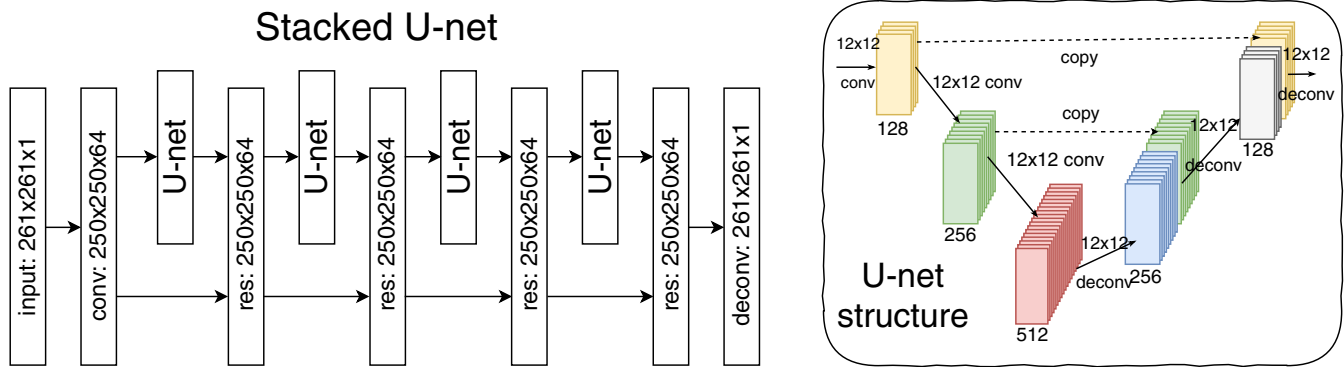 Stacked U-net
input: 261x261x1
conv: 250x250x64
U-net
res: 250x250x64
U-net
res: 250x250x64
U-net
res: 250x250x64
U-net
res: 250x250x64
deconv: 261x261x1
12x12
conv
128
12x12 conv
copy
256
12x12 conv
copy
512
12x12
deconv
256
12x12
deconv
128
12x12
deconv
U-net
structure